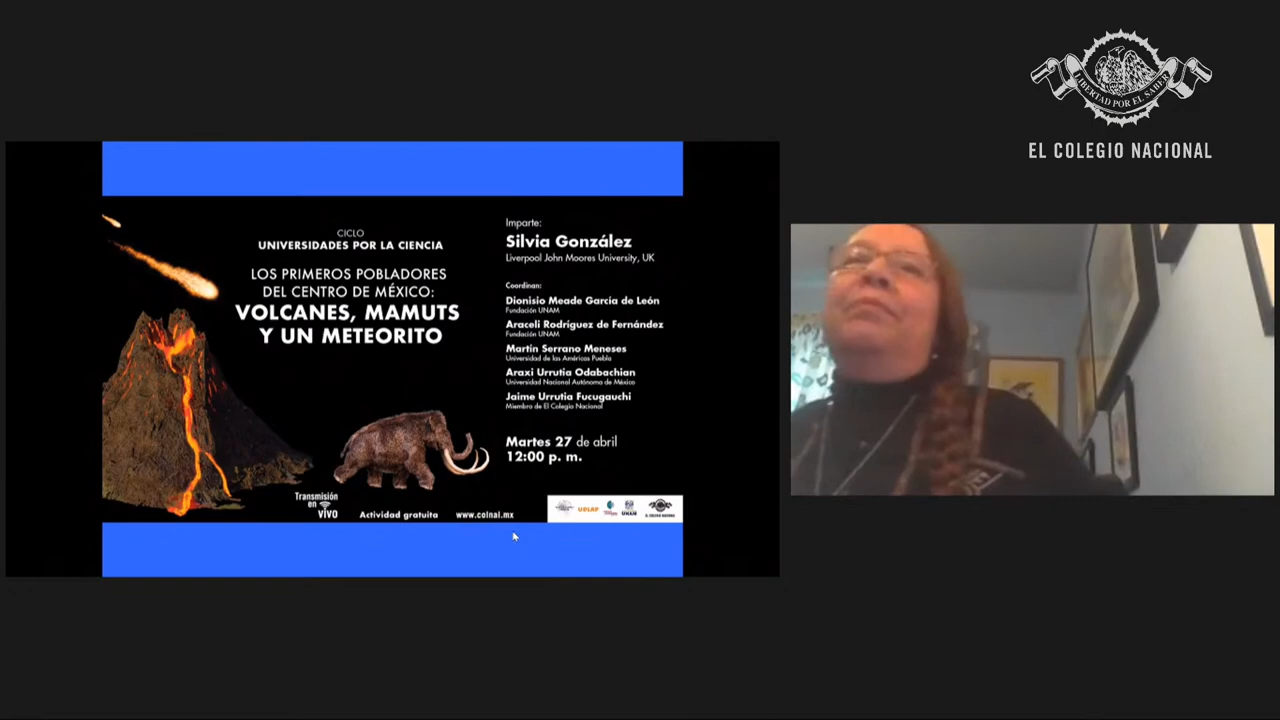 CICLO
UNIVERSIDADES POR LA CIENCIA
LOS PRIMEROS POBLADORES
DEL CENTRO DE MÉXICO:
VOLCANES, MAMUTS
Y UN METEORITO
Imparte:
Silvia González
Liverpool John Moores University, UK
Coordinan:
Dionisio Meade García de León
Fundación UNAM
Araceli Rodríguez de Fernández
Fundación UNAM
Martín Serrano Meneses
Universidad de las Américas Puebla
Araxi Urrutia Odabachian
Universidad Nacional Autónoma de México
Jaime Urrutia Fucugauchi
Miembro de El Colegio Nacional
Martes 27 de abril
12:00 p. m.
Transmisión
en
vivo
Actividad gratuita
www.colnal.mx
UDLAP
UNAM
EL COLEGIO NACIONAL
LIBERTAD POR EL SABER
EL COLEGIO NACIONAL